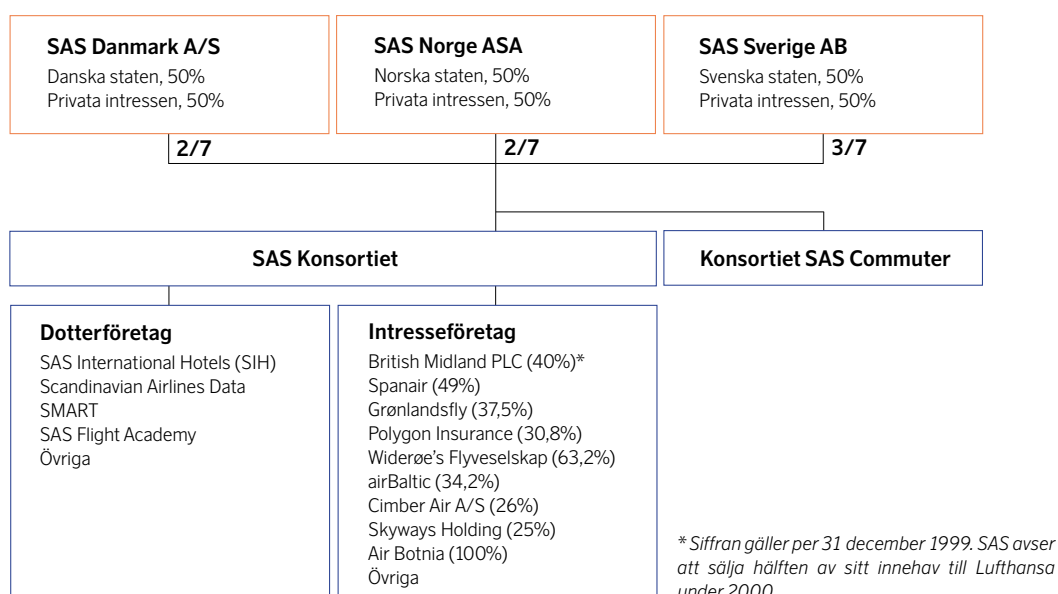 SAS Danmark A/S
Danska staten, 50%
Privata intressen, 50%
SAS Norge ASA
Norska staten, 50%
Privata intressen, 50%
SAS Sverige AB
Svenska staten, 50%
Privata intressen, 50%
2/7
2/7
3/7
SAS Konsortiet
Konsortiet SAS Commuter
Dotterföretag
SAS International Hotels (SIH)
Scandinavian Airlines Data
SMART
SAS Flight Academy
Övriga
Intresseföretag
British Midland PLC (40%)*
Spanair (49%)
Grønlandsfly (37,5%)
Polygon Insurance (30,8%)
Widerøe's Flyveselskap (63,2%)
airBaltic (34,2%)
Cimber Air A/S (26%)
Skyways Holding (25%)
Air Botnia (100%)
Övriga
* Siffran gäller per 31 december 1999. SAS avser
att sälja hälften av sitt innehav till Lufthansa
under 2000